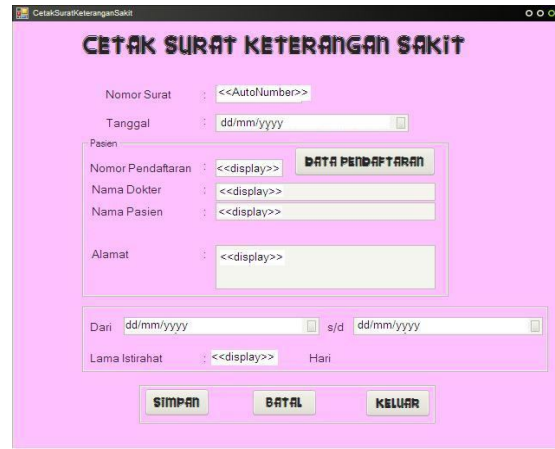 CetakSuratKeteranganSakit
CETAK SURAT KETERANGAN SAKIT
Nomor Surat : <<AutoNumber>>
Tanggal : dd/mm/yyyy
Pasien
Nomor Pendaftaran : <<display>> DATA PENDAFTARAN
Nama Dokter : <<display>>
Nama Pasien : <<display>>
Alamat : <<display>>
Dari dd/mm/yyyy s/d dd/mm/yyyy
Lama Istirahat : <<display>> Hari
SIMPAN BATAL KELUAR